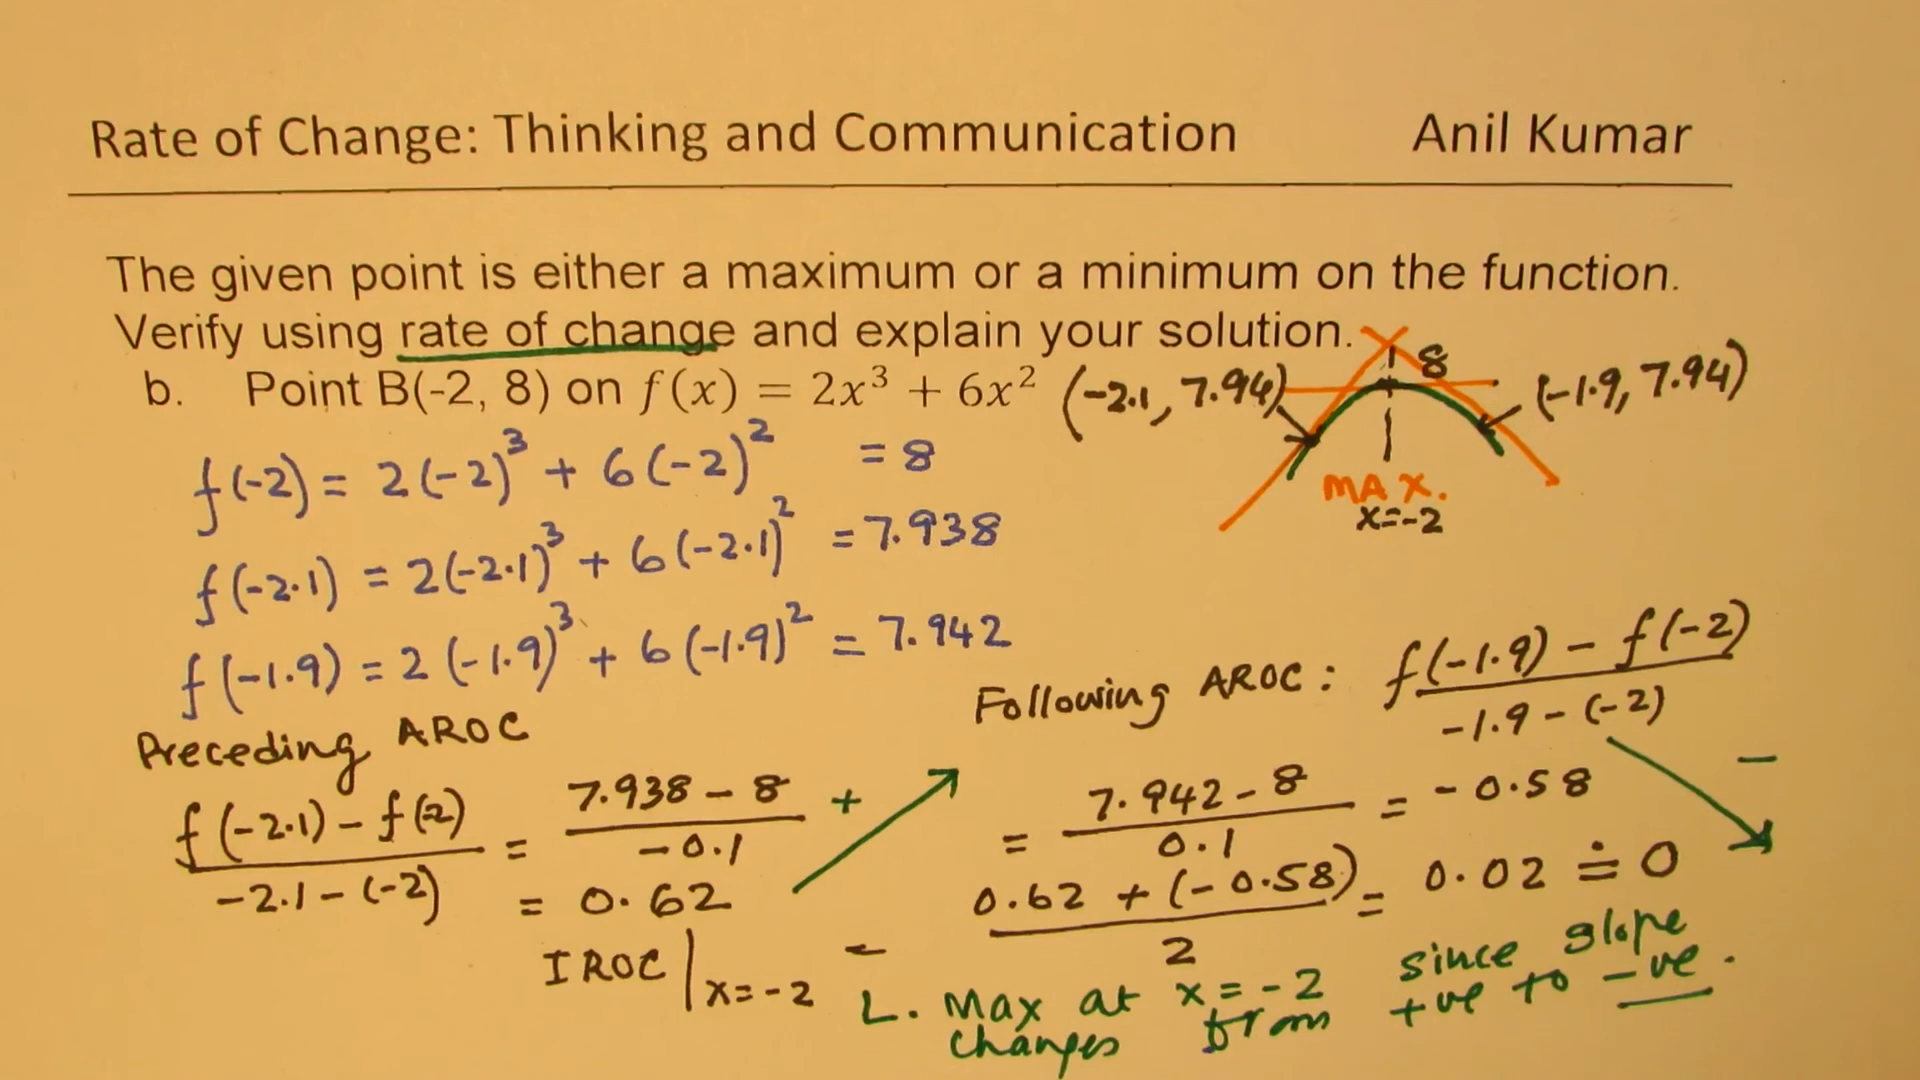 Rate of Change: Thinking and Communication Anil Kumar
The given point is either a maximum or a minimum on the function.
Verify using rate of change and explain your solution.
b. Point B(-2, 8) on f(x) = 2x³ + 6x²
(-2.1, 7.94)
8
(-1.9, 7.94)
MAX.
x=-2
f(-2) = 2(-2)³ + 6(-2)² = 8
f(-2.1) = 2(-2.1)³ + 6(-2.1)² = 7.938
f(-1.9) = 2(-1.9)³ + 6(-1.9)² = 7.942
Preceding AROC
f(-2.1) - f(-2)
-2.1 - (-2)
= 7.938 - 8
-0.1
+
= 0.62
Following AROC: f(-1.9) - f(-2)
-1.9 - (-2)
= 7.942 - 8
0.1
= -0.58
-
IROC | x=-2
= 0.62 + (-0.58)
2
= 0.02 ≐ 0
L. Max at x = -2 since slope
changes from +ve to -ve.